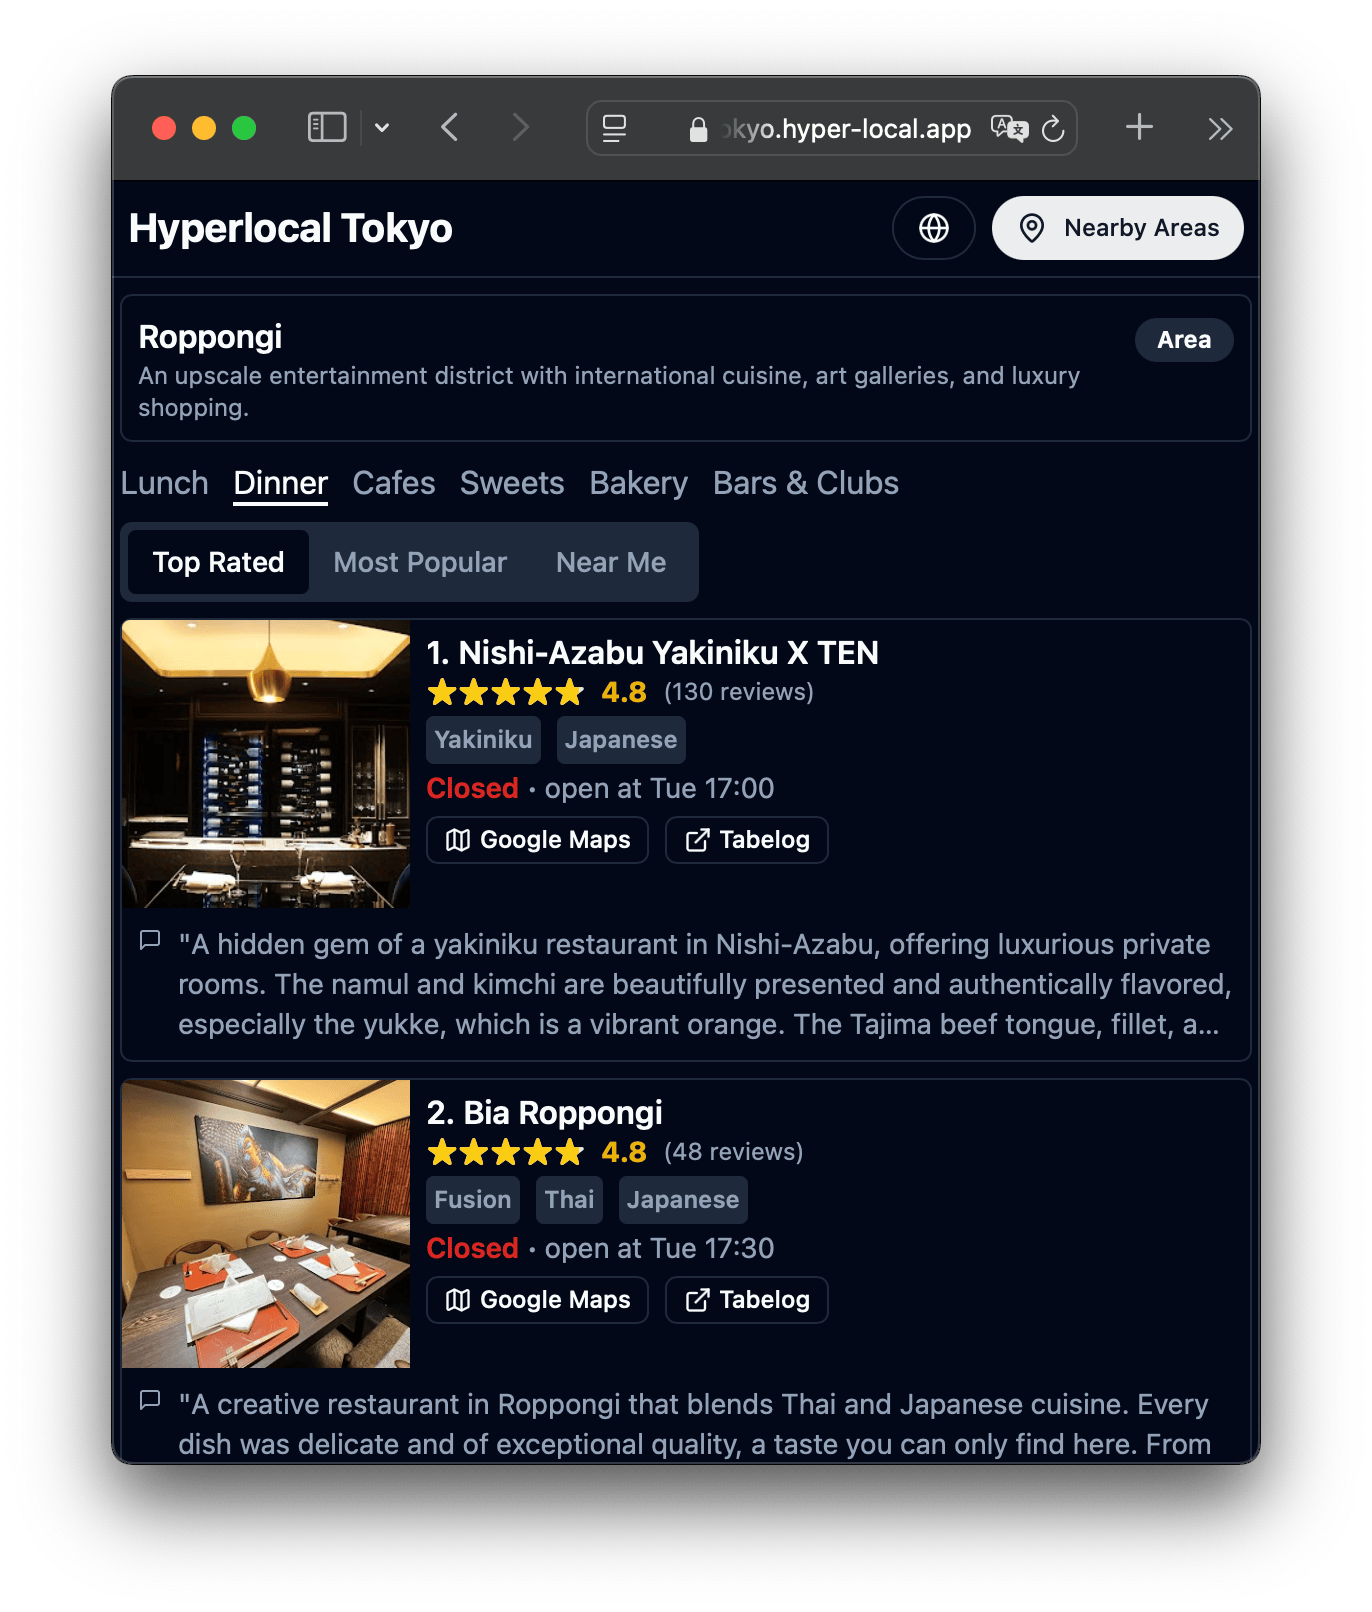 okyo.hyper-local.app
Hyperlocal Tokyo
Nearby Areas
Roppongi
Area
An upscale entertainment district with international cuisine, art galleries, and luxury
shopping.
Lunch Dinner Cafes Sweets Bakery Bars & Clubs
Top Rated Most Popular Near Me
1. Nishi-Azabu Yakiniku X TEN
4.8 (130 reviews)
Yakiniku Japanese
Closed · open at Tue 17:00
Google Maps Tabelog
"A hidden gem of a yakiniku restaurant in Nishi-Azabu, offering luxurious private
rooms. The namul and kimchi are beautifully presented and authentically flavored,
especially the yukke, which is a vibrant orange. The Tajima beef tongue, fillet, a...
2. Bia Roppongi
4.8 (48 reviews)
Fusion Thai Japanese
Closed · open at Tue 17:30
Google Maps Tabelog
"A creative restaurant in Roppongi that blends Thai and Japanese cuisine. Every
dish was delicate and of exceptional quality, a taste you can only find here. From